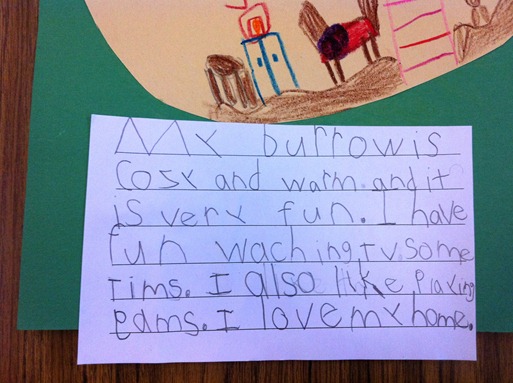 My burrow is
cosy and warm. and it
is very fun. I have
fun waching TV some
Tims. I also like Playing
gams. I love my home.